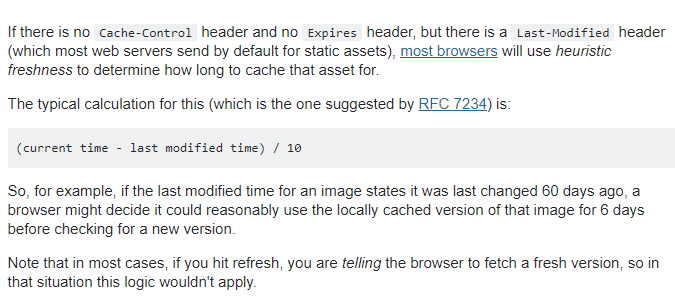 If there is no Cache-Control header and no Expires header, but there is a Last-Modified header
(which most web servers send by default for static assets), most browsers will use heuristic
freshness to determine how long to cache that asset for.
The typical calculation for this (which is the one suggested by RFC 7234) is:
(current time - last modified time) / 10
So, for example, if the last modified time for an image states it was last changed 60 days ago, a
browser might decide it could reasonably use the locally cached version of that image for 6 days
before checking for a new version.
Note that in most cases, if you hit refresh, you are telling the browser to fetch a fresh version, so in
that situation this logic wouldn't apply.